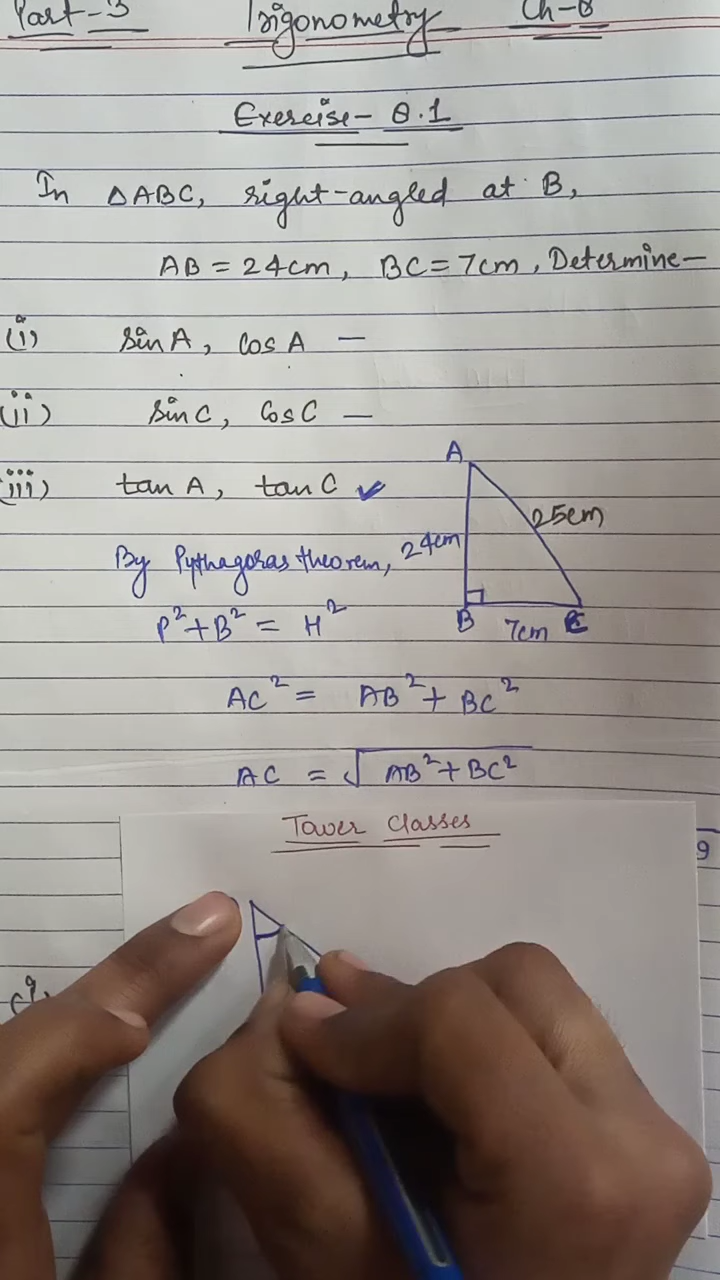 Part-3 Trigonometry Ch-8
Exercise- 8.1
In △ABC, right-angled at B,
AB = 24cm, BC = 7cm, Determine—
(i) sin A, cos A —
(ii) sin C, cos C —
(iii) tan A, tan C ✓
A
25cm
24cm
B 7cm C
By Pythagoras theorem,
P²+B² = H²
AC² = AB²+ BC²
AC = √AB²+BC²
Tower Classes
9